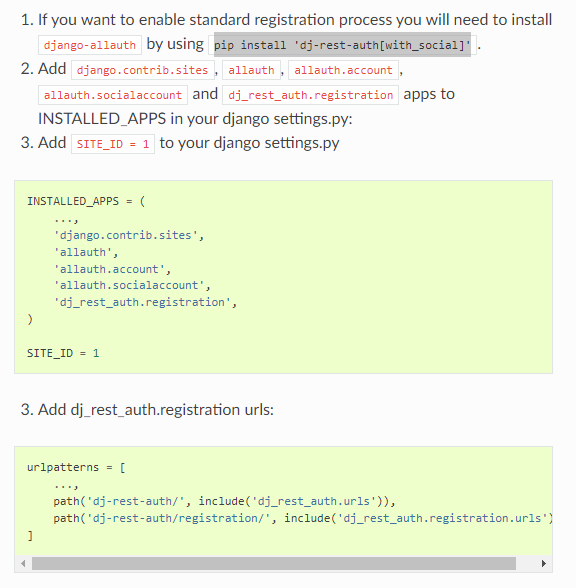 1. If you want to enable standard registration process you will need to install
django-allauth by using pip install 'dj-rest-auth[with_social]'.
2. Add django.contrib.sites, allauth, allauth.account,
allauth.socialaccount and dj_rest_auth.registration apps to
INSTALLED_APPS in your django settings.py:
3. Add SITE_ID = 1 to your django settings.py
INSTALLED_APPS = (
    ...,
    'django.contrib.sites',
    'allauth',
    'allauth.account',
    'allauth.socialaccount',
    'dj_rest_auth.registration',
)
SITE_ID = 1
3. Add dj_rest_auth.registration urls:
urlpatterns = [
    ...,
    path('dj-rest-auth/', include('dj_rest_auth.urls')),
    path('dj-rest-auth/registration/', include('dj_rest_auth.registration.urls')
]